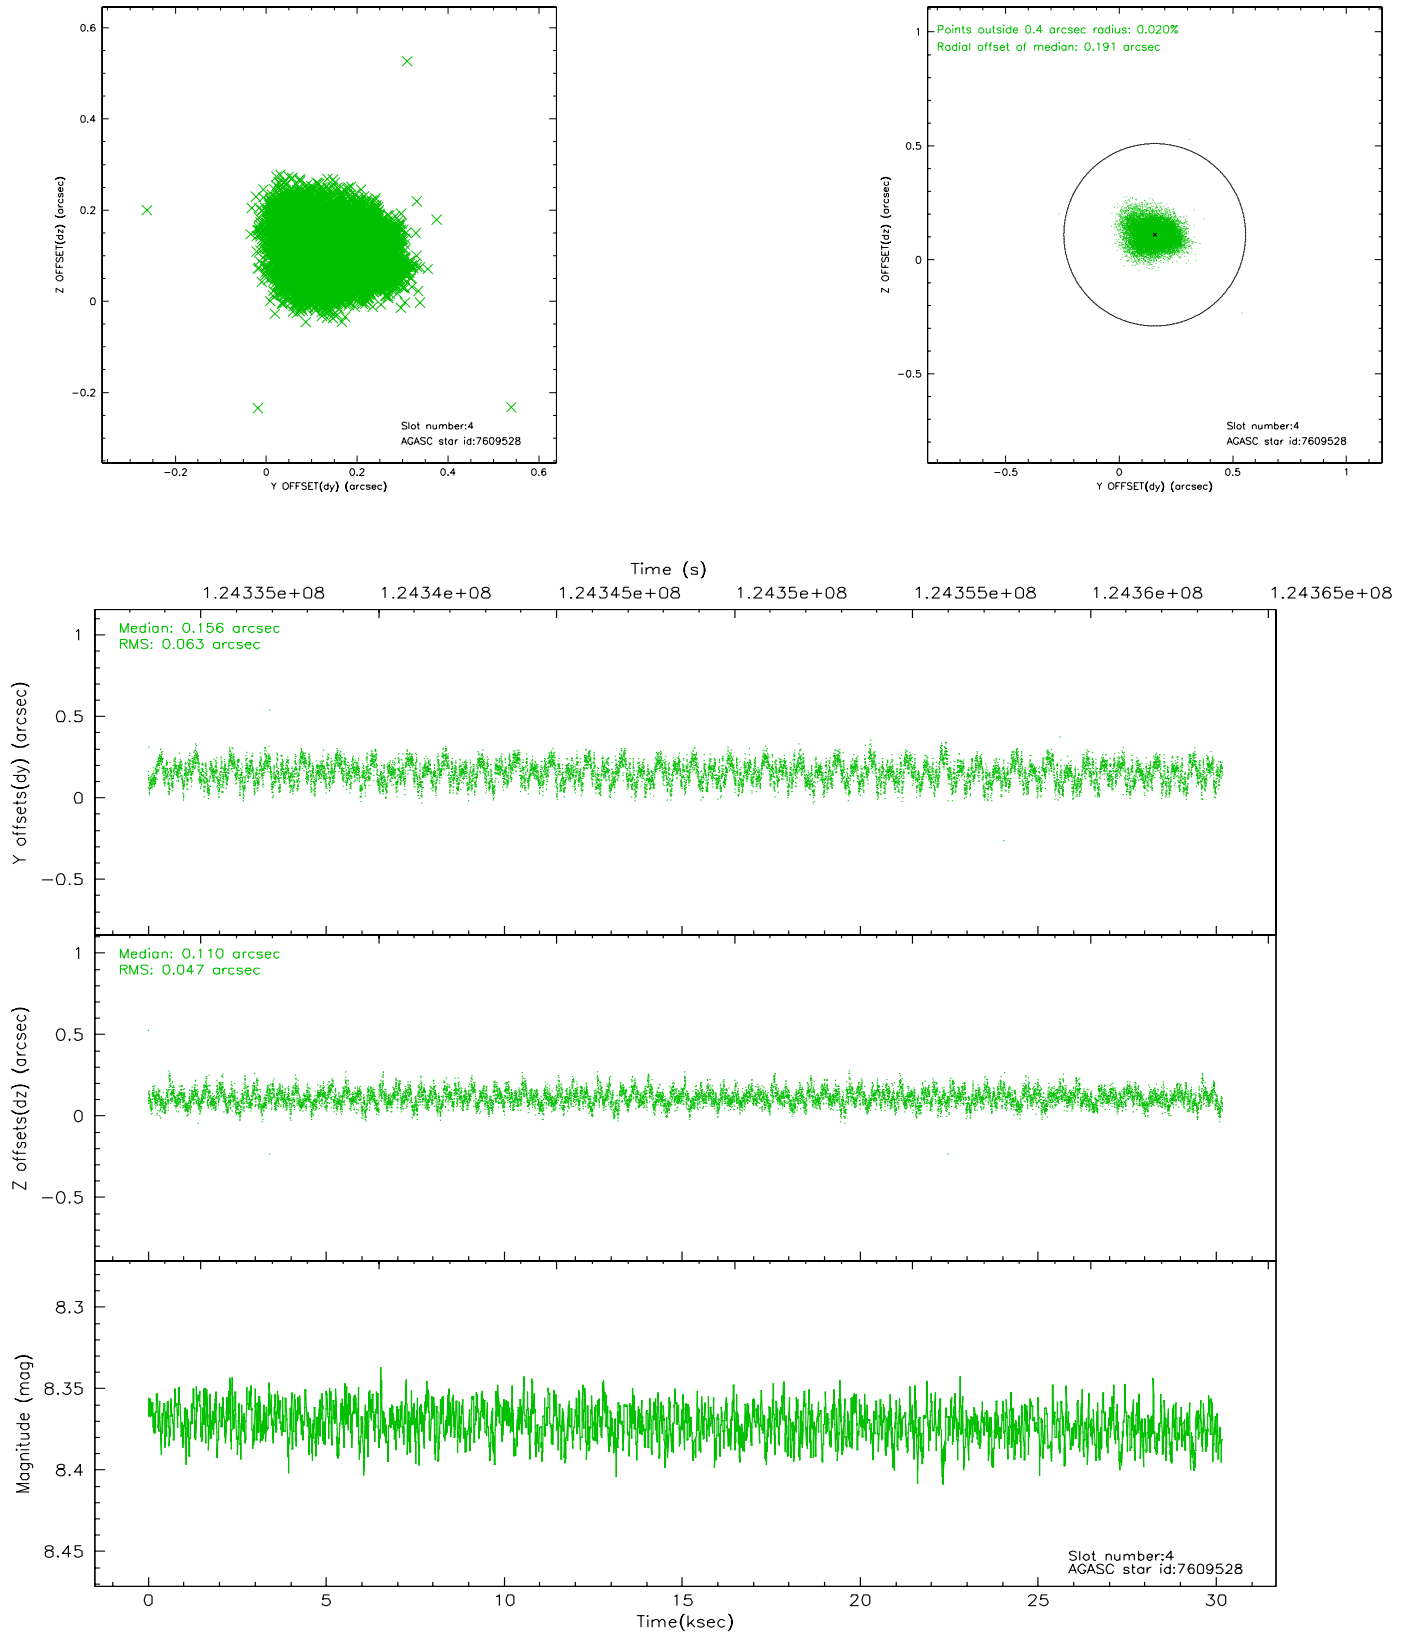 0.6
0.4
0.2
0
−0.2
Z OFFSET(dz) (arcsec)
Slot number:4
AGASC star id:7609528
−0.2 0 0.2 0.4 0.6
Y OFFSET(dy) (arcsec)
Points outside 0.4 arcsec radius: 0.020%
Radial offset of median: 0.191 arcsec
1
0.5
0
−0.5
Z OFFSET(dz) (arcsec)
Slot number:4
AGASC star id:7609528
−0.5 0 0.5 1
Y OFFSET(dy) (arcsec)
Time (s)
1.24335e+08 1.2434e+08 1.24345e+08 1.2435e+08 1.24355e+08 1.2436e+08 1.24365e+08
Median: 0.156 arcsec
RMS: 0.063 arcsec
1
0.5
0
−0.5
Y offsets(dy) (arcsec)
Median: 0.110 arcsec
RMS: 0.047 arcsec
1
0.5
0
−0.5
Z offsets(dz) (arcsec)
8.3
8.35
8.4
8.45
Magnitude (mag)
Slot number:4
AGASC star id:7609528
0 5 10 15 20 25 30
Time(ksec)